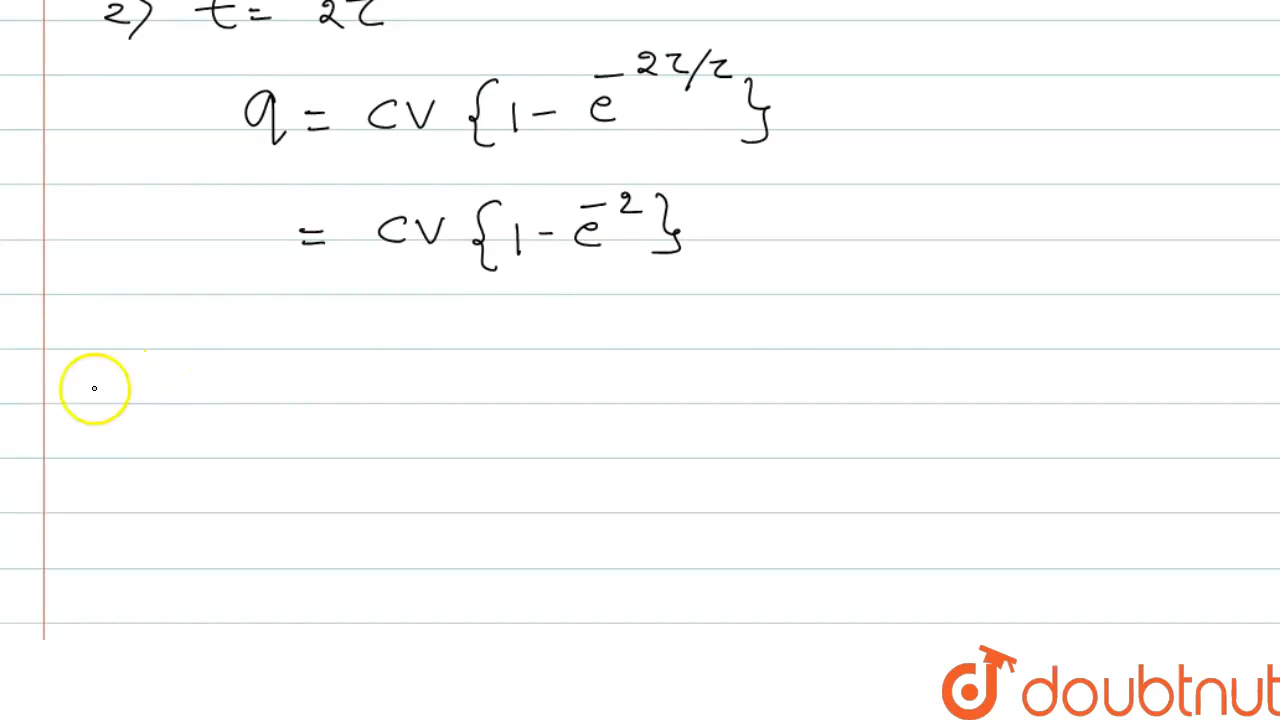 2) t = 2τ
q = CV {1 - e^-2τ/τ}
= CV {1 - e^-2}
doubtnut